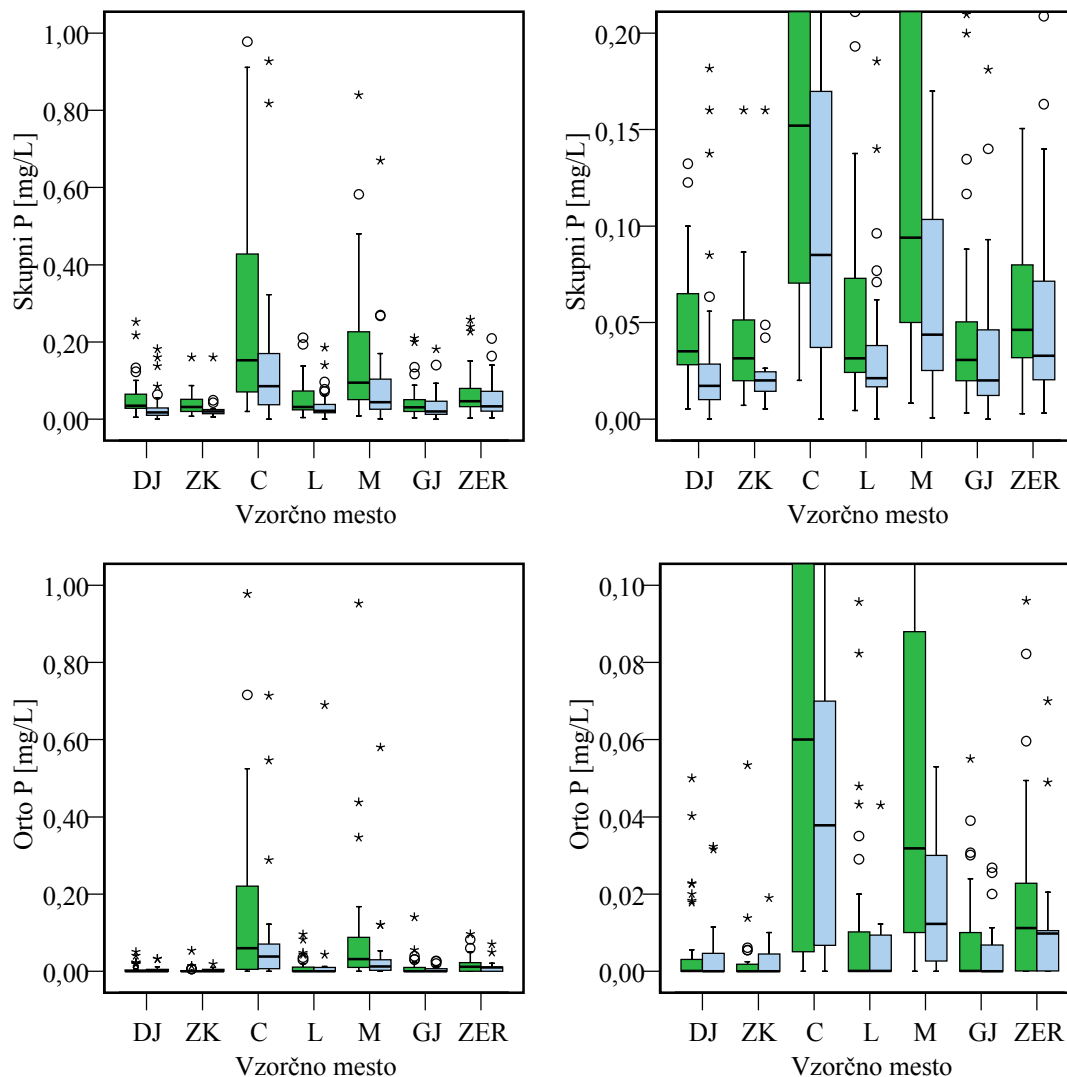 Skupni P [mg/L]
1,00
0,80
0,60
0,40
0,20
0,00
DJ ZK C L M GJ ZER
Vzorčno mesto
Skupni P [mg/L]
0,20
0,15
0,10
0,05
0,00
DJ ZK C L M GJ ZER
Vzorčno mesto
Orto P [mg/L]
1,00
0,80
0,60
0,40
0,20
0,00
DJ ZK C L M GJ ZER
Vzorčno mesto
Orto P [mg/L]
0,10
0,08
0,06
0,04
0,02
0,00
DJ ZK C L M GJ ZER
Vzorčno mesto